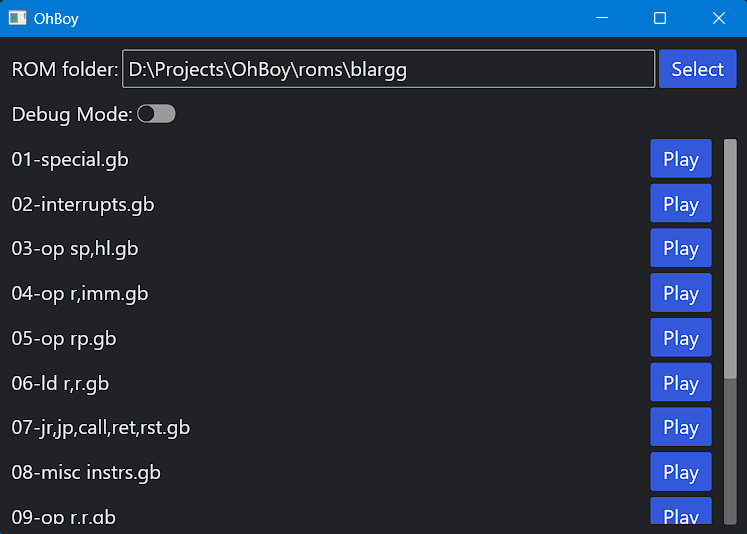 OhBoy
ROM folder: D:\Projects\OhBoy\roms\blargg Select
Debug Mode:
01-special.gb Play
02-interrupts.gb Play
03-op sp,hl.gb Play
04-op r,imm.gb Play
05-op rp.gb Play
06-ld r,r.gb Play
07-jr,jp,call,ret,rst.gb Play
08-misc instrs.gb Play
09-op r,r.gb Play